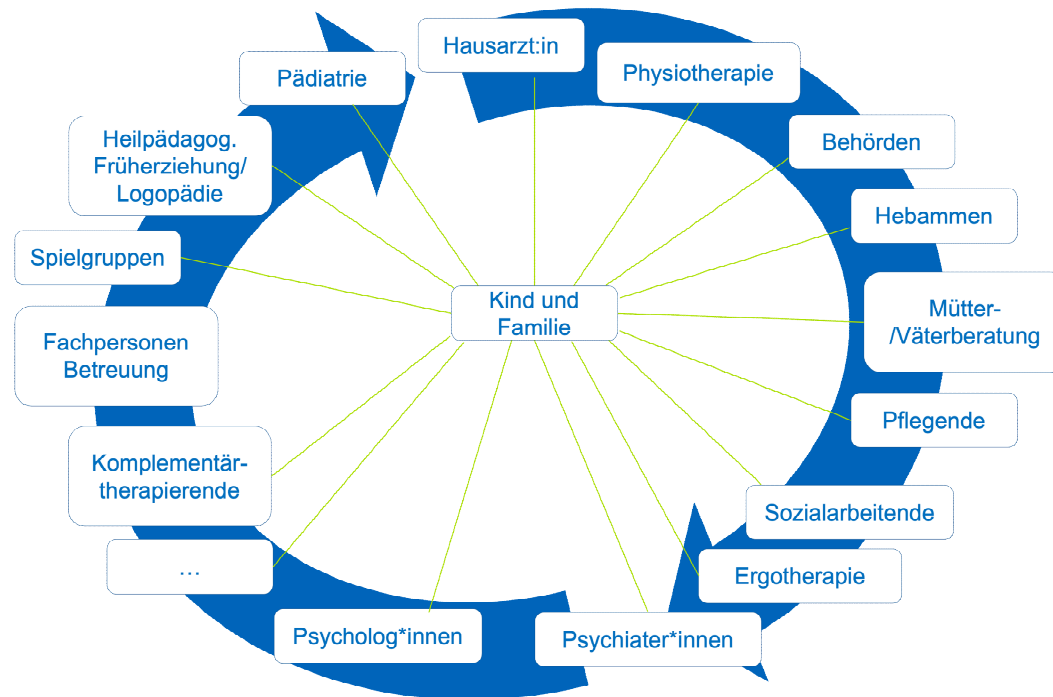 Hausarzt:in
Pädiatrie
Physiotherapie
Heilpädagog.
Früherziehung/
Logopädie
Behörden
Hebammen
Spielgruppen
Kind und
Familie
Mütter-
/Väterberatung
Fachpersonen
Betreuung
Pflegende
Komplementär-
therapierende
Sozialarbeitende
…
Ergotherapie
Psycholog*innen
Psychiater*innen